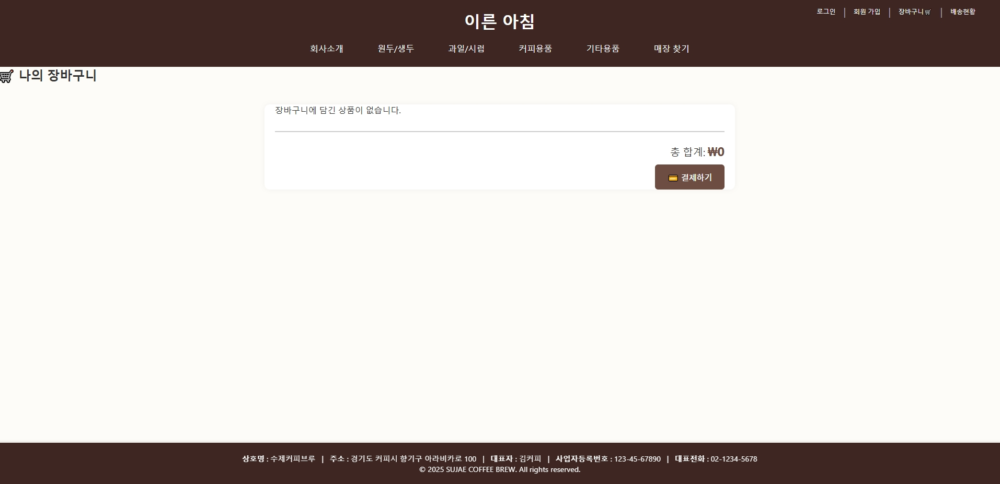 이른 아침
로그인 | 회원 가입 | 장바구니🛒 | 배송현황
회사소개 원두/생두 과일/시럽 커피용품 기타용품 매장 찾기
🛒 나의 장바구니
장바구니에 담긴 상품이 없습니다.
총 합계: ₩0
💳 결제하기
상호명 : 수제커피브루 | 주소 : 경기도 커피시 향기구 아라비카로 100 | 대표자 : 김커피 | 사업자등록번호 : 123-45-67890 | 대표전화 : 02-1234-5678
© 2025 SUJAE COFFEE BREW. All rights reserved.